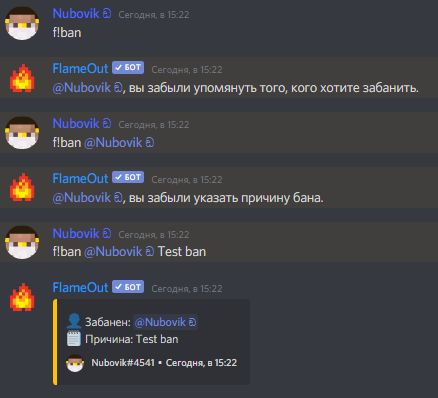 Nubovik Сегодня, в 15:22
f!ban
FlameOut БОТ Сегодня, в 15:22
@Nubovik, вы забыли упомянуть того, кого хотите забанить.
Nubovik Сегодня, в 15:22
f!ban @Nubovik
FlameOut БОТ Сегодня, в 15:22
@Nubovik, вы забыли указать причину бана.
Nubovik Сегодня, в 15:22
f!ban @Nubovik Test ban
FlameOut БОТ Сегодня, в 15:22
Забанен: @Nubovik
Причина: Test ban
Nubovik#4541 • Сегодня, в 15:22